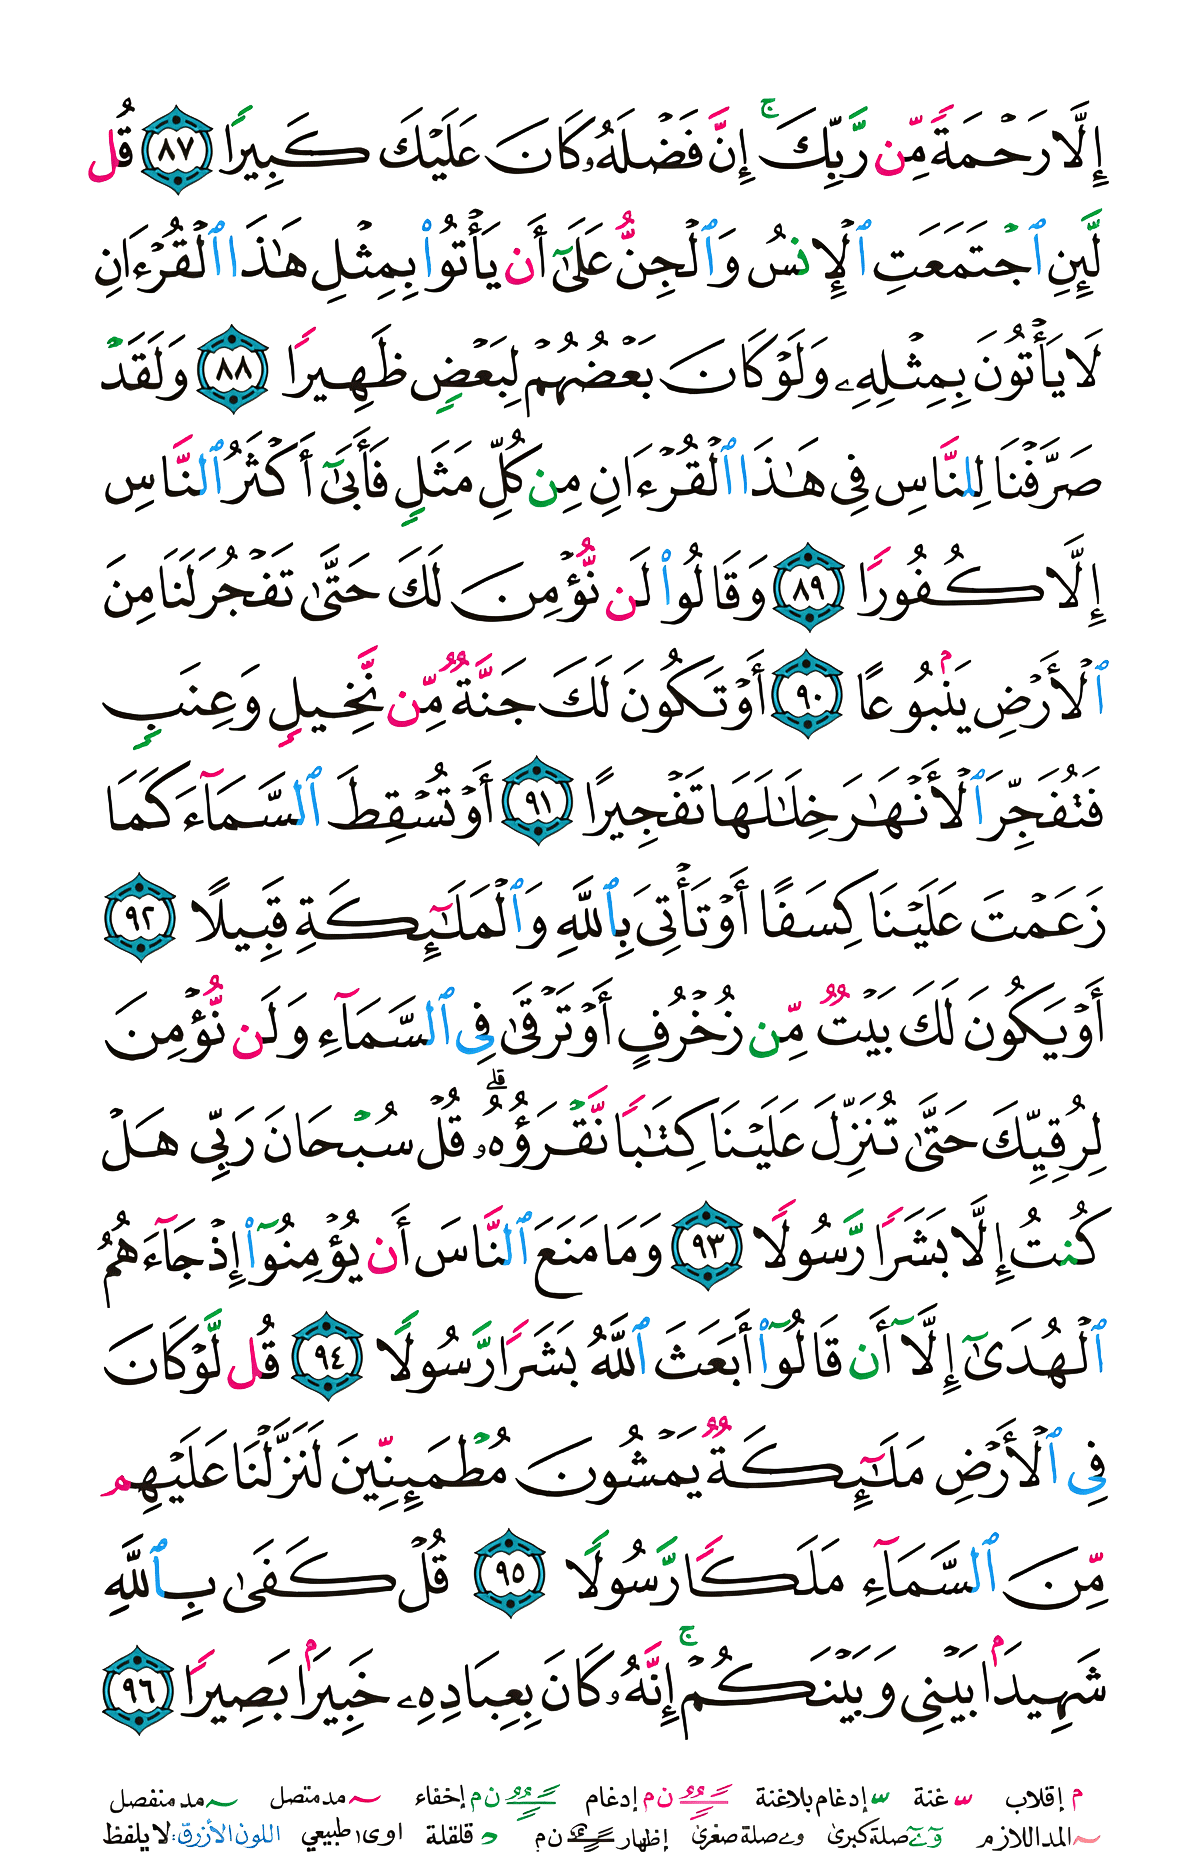 إِلَّا رَحْمَةً مِّن رَّبِّكَ ۚ إِنَّ فَضْلَهُۥ كَانَ عَلَيْكَ كَبِيرًا ٨٧ قُل
لَّئِنِ ٱجْتَمَعَتِ ٱلْإِنسُ وَٱلْجِنُّ عَلَىٰٓ أَن يَأْتُوا۟ بِمِثْلِ هَـٰذَا ٱلْقُرْءَانِ
لَا يَأْتُونَ بِمِثْلِهِۦ وَلَوْ كَانَ بَعْضُهُمْ لِبَعْضٍ ظَهِيرًا ٨٨ وَلَقَدْ
صَرَّفْنَا لِلنَّاسِ فِى هَـٰذَا ٱلْقُرْءَانِ مِن كُلِّ مَثَلٍ فَأَبَىٰٓ أَكْثَرُ ٱلنَّاسِ
إِلَّا كُفُورًا ٨٩ وَقَالُوا۟ لَن نُّؤْمِنَ لَكَ حَتَّىٰ تَفْجُرَ لَنَا مِنَ
ٱلْأَرْضِ يَنۢبُوعًا ٩٠ أَوْ تَكُونَ لَكَ جَنَّةٌ مِّن نَّخِيلٍ وَعِنَبٍ
فَتُفَجِّرَ ٱلْأَنْهَـٰرَ خِلَـٰلَهَا تَفْجِيرًا ٩١ أَوْ تُسْقِطَ ٱلسَّمَآءَ كَمَا
زَعَمْتَ عَلَيْنَا كِسَفًا أَوْ تَأْتِىَ بِٱللَّهِ وَٱلْمَلَـٰٓئِكَةِ قَبِيلًا ٩٢
أَوْ يَكُونَ لَكَ بَيْتٌ مِّن زُخْرُفٍ أَوْ تَرْقَىٰ فِى ٱلسَّمَآءِ وَلَن نُّؤْمِنَ
لِرُقِيِّكَ حَتَّىٰ تُنَزِّلَ عَلَيْنَا كِتَـٰبًا نَّقْرَؤُهُۥ ۗ قُلْ سُبْحَانَ رَبِّى هَلْ
كُنتُ إِلَّا بَشَرًا رَّسُولًا ٩٣ وَمَا مَنَعَ ٱلنَّاسَ أَن يُؤْمِنُوٓا۟ إِذْ جَآءَهُمُ
ٱلْهُدَىٰٓ إِلَّآ أَن قَالُوٓا۟ أَبَعَثَ ٱللَّهُ بَشَرًا رَّسُولًا ٩٤ قُل لَّوْ كَانَ
فِى ٱلْأَرْضِ مَلَـٰٓئِكَةٌ يَمْشُونَ مُطْمَئِنِّينَ لَنَزَّلْنَا عَلَيْهِم
مِّنَ ٱلسَّمَآءِ مَلَكًا رَّسُولًا ٩٥ قُلْ كَفَىٰ بِٱللَّهِ
شَهِيدًۢا بَيْنِى وَبَيْنَكُمْ ۚ إِنَّهُۥ كَانَ بِعِبَادِهِۦ خَبِيرًۢا بَصِيرًا ٩٦
م إقلاب غنة إدغام بلاغنة ن م إدغام ن م إخفاء مد متصل مد منفصل
المد اللازم صلة كبرى و ے صلة صغرى إظهار ن م قلقلة ا و ى طبيعي اللون الأزرق: لا يلفظ